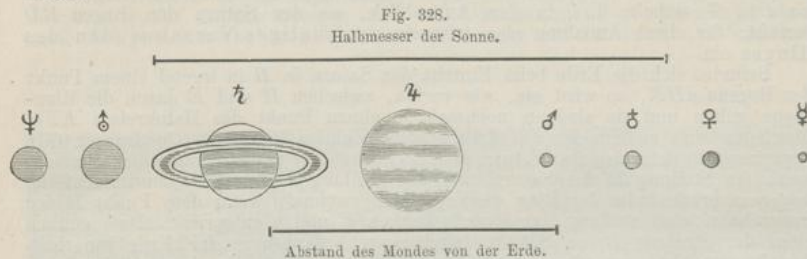 Fig. 328.
Halbmesser der Sonne.
♆ ⛢ ♄ ♃ ♂ ♁ ♀ ☿
Abstand des Mondes von der Erde.